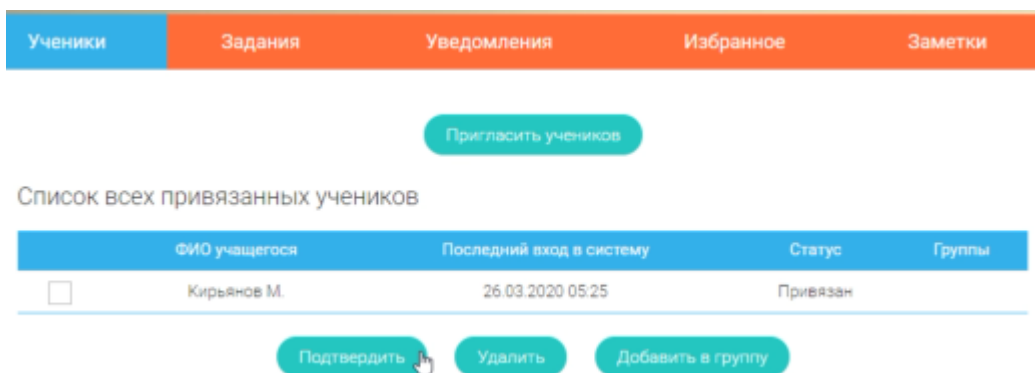 Ученики Задания Уведомления Избранное Заметки
Пригласить учеников
Список всех привязанных учеников
ФИО учащегося Последний вход в систему Статус Группы
Кирьянов М. 26.03.2020 05:25 Привязан
Подтвердить Удалить Добавить в группу